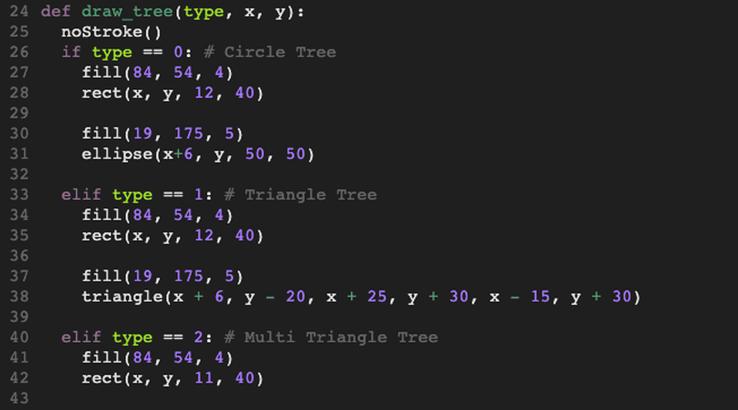 24 def draw_tree(type, x, y):
25   noStroke()
26   if type == 0: # Circle Tree
27     fill(84, 54, 4)
28     rect(x, y, 12, 40)
29
30     fill(19, 175, 5)
31     ellipse(x+6, y, 50, 50)
32
33   elif type == 1: # Triangle Tree
34     fill(84, 54, 4)
35     rect(x, y, 12, 40)
36
37     fill(19, 175, 5)
38     triangle(x + 6, y - 20, x + 25, y + 30, x - 15, y + 30)
39
40   elif type == 2: # Multi Triangle Tree
41     fill(84, 54, 4)
42     rect(x, y, 11, 40)
43